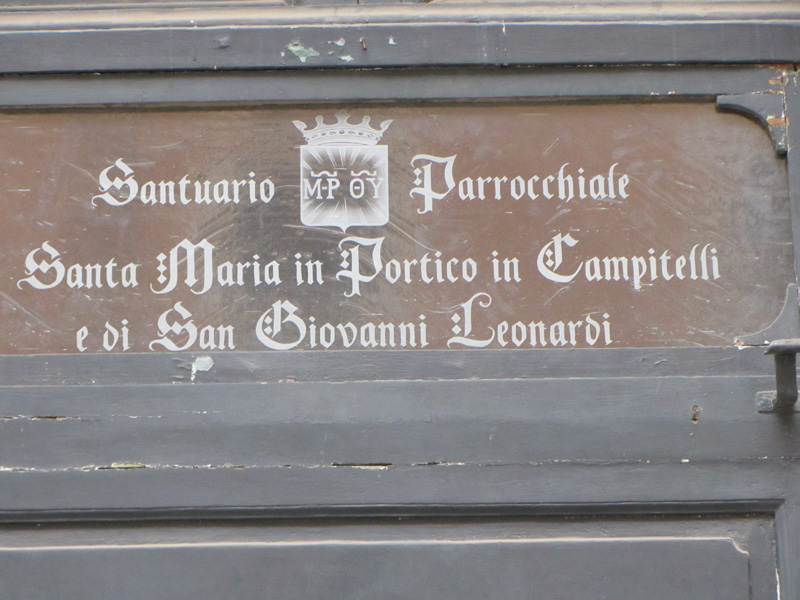 Santuario ΜΡ ΘΥ Parrocchiale
Santa Maria in Portico in Campitelli
e di San Giovanni Leonardi